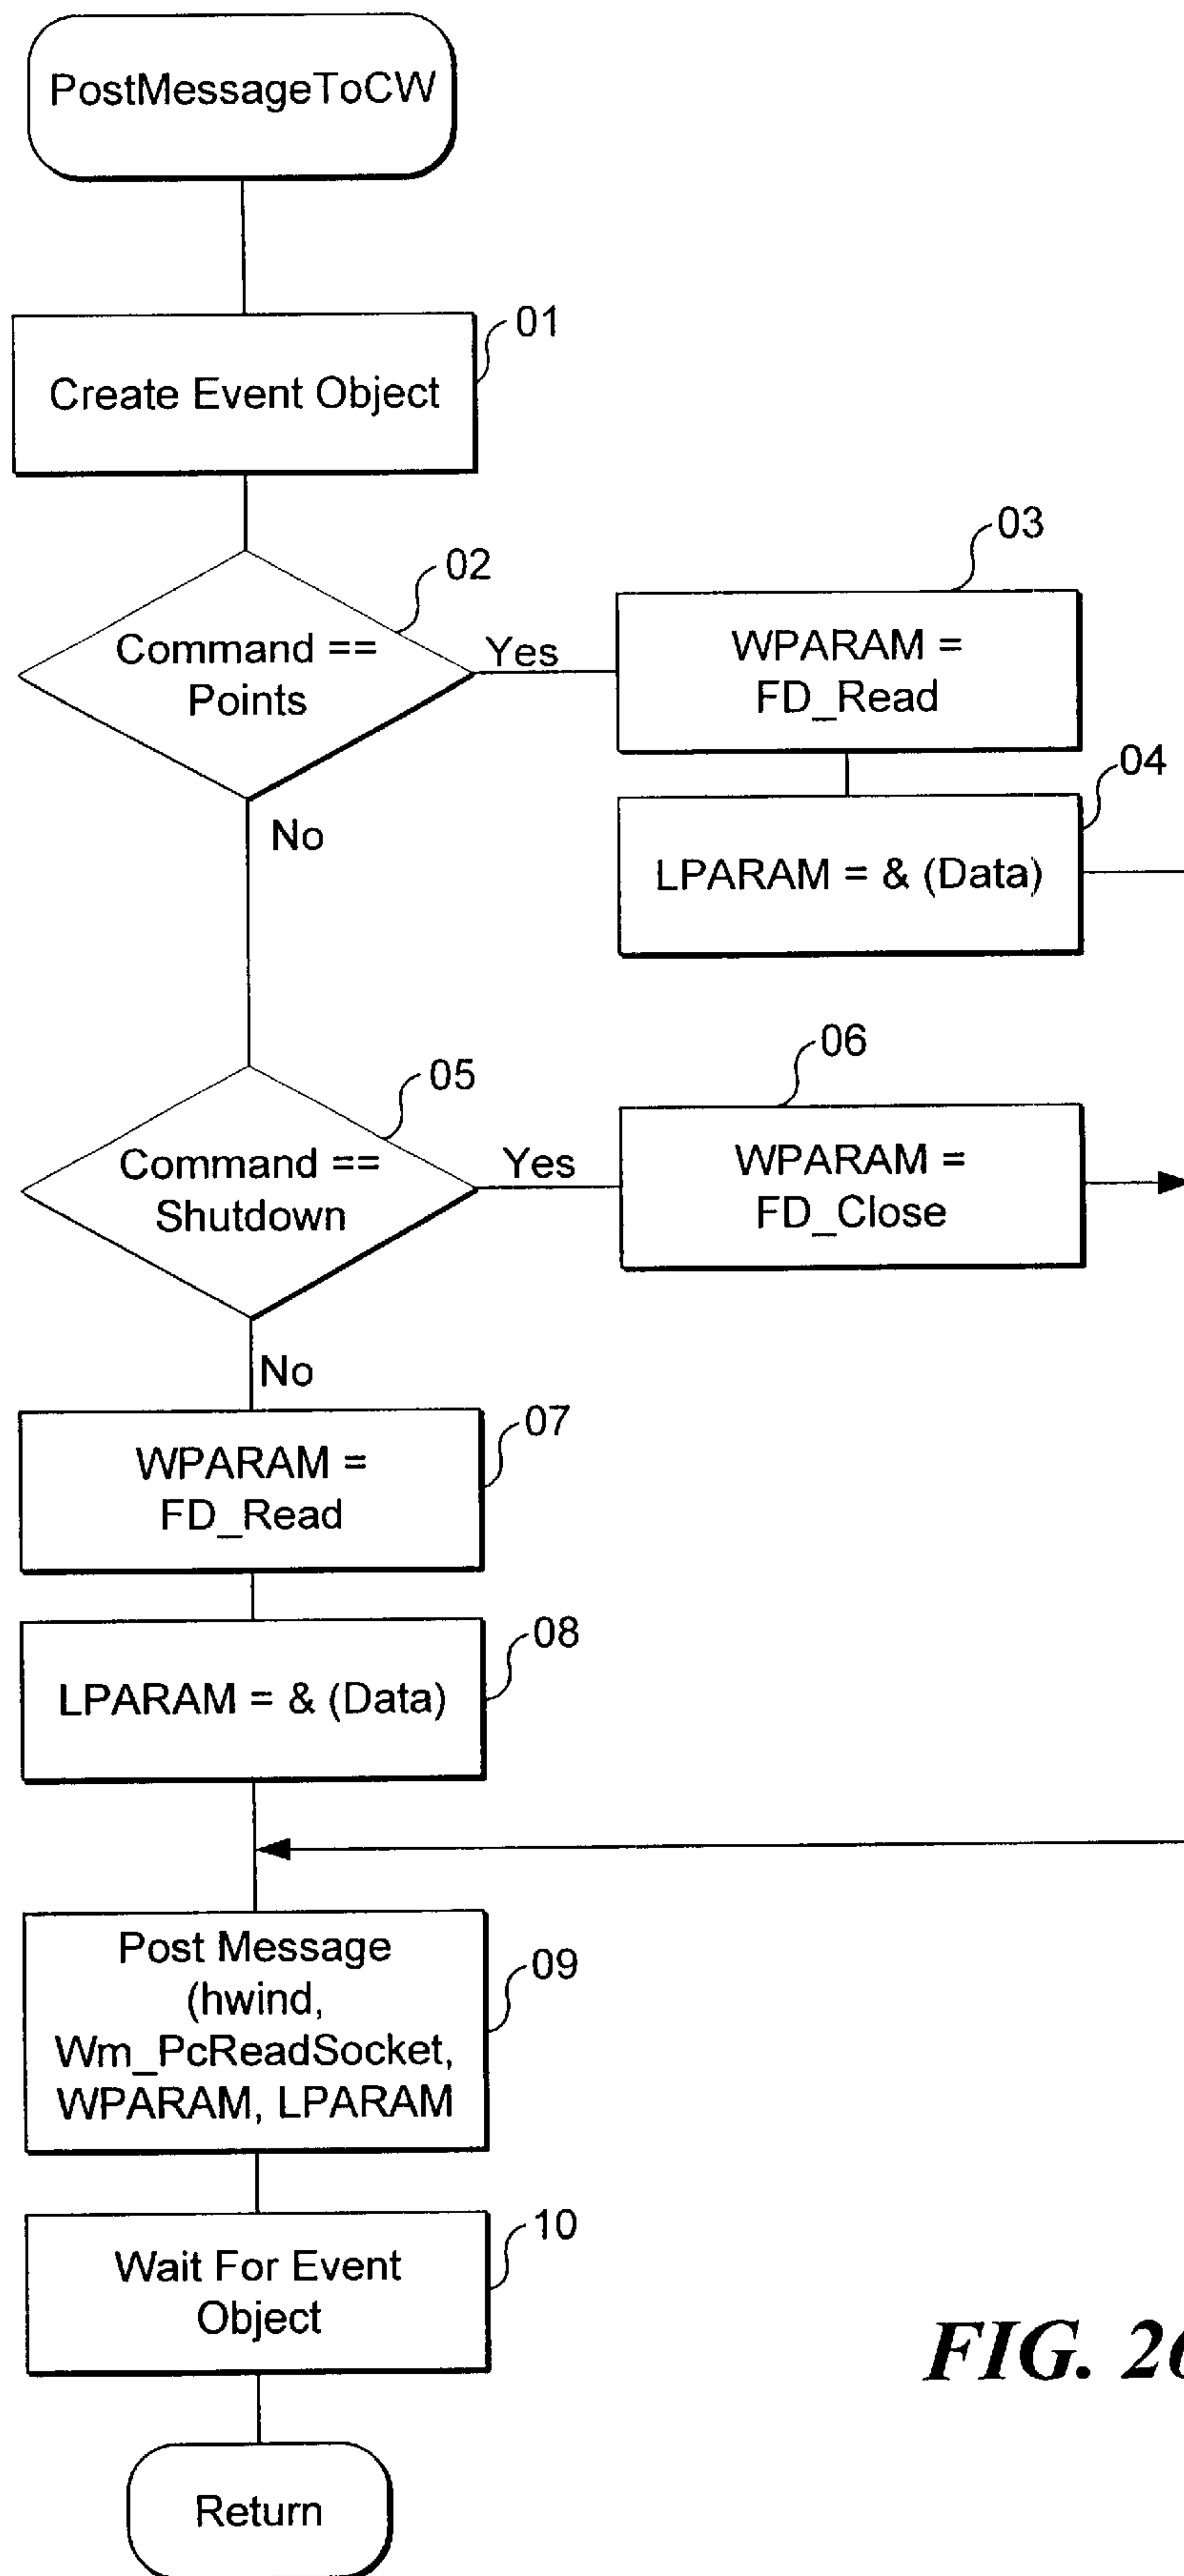 PostMessageToCW
01
Create Event Object
02
Command ==
Points
Yes
No
03
WPARAM =
FD_Read
04
LPARAM = & (Data)
05
Command ==
Shutdown
Yes
No
06
WPARAM =
FD_Close
07
WPARAM =
FD_Read
08
LPARAM = & (Data)
09
Post Message
(hwind,
Wm_PcReadSocket,
WPARAM, LPARAM
10
Wait For Event
Object
Return
FIG.